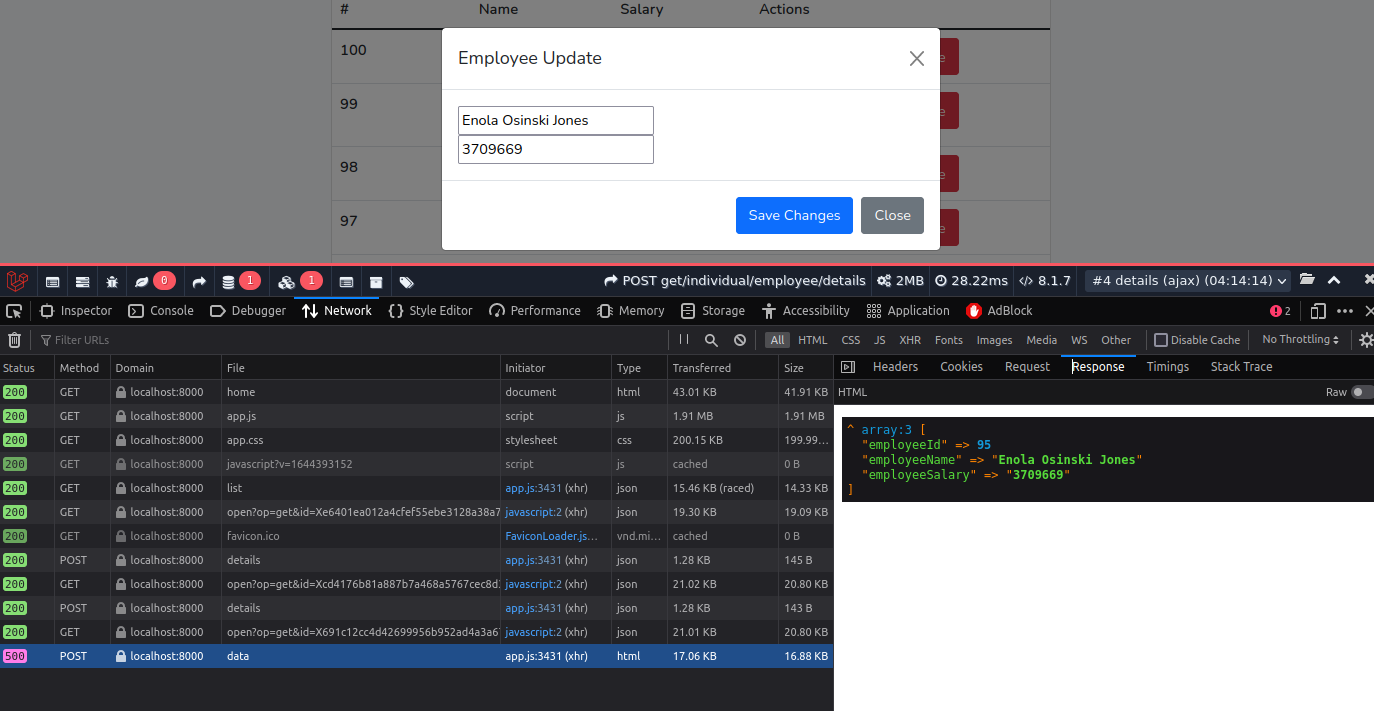 # Name Salary Actions
100
99
98
97
Employee Update
Enola Osinski Jones
3709669
Save Changes Close
0 1 1 POST get/individual/employee/details 2MB 28.22ms 8.1.7 #4 details (ajax) (04:14:14)
Inspector Console Debugger Network Style Editor Performance Memory Storage Accessibility Application AdBlock 2
Filter URLs All HTML CSS JS XHR Fonts Images Media WS Other Disable Cache No Throttling
Status Method Domain File Initiator Type Transferred Size
200 GET localhost:8000 home document html 43.01 KB 41.91 KB
200 GET localhost:8000 app.js script js 1.91 MB 1.91 MB
200 GET localhost:8000 app.css stylesheet css 200.15 KB 199.99…
200 GET localhost:8000 javascript?v=1644393152 script js cached 0 B
200 GET localhost:8000 list app.js:3431 (xhr) json 15.46 KB (raced) 14.33 KB
200 GET localhost:8000 open?op=get&id=Xe6401ea012a4cfef55ebe3128a38a7 javascript:2 (xhr) json 19.30 KB 19.09 KB
200 GET localhost:8000 favicon.ico FaviconLoader.js… vnd.mi… cached 0 B
200 POST localhost:8000 details app.js:3431 (xhr) json 1.28 KB 145 B
200 GET localhost:8000 open?op=get&id=Xcd4176b81a887b7a468a5767cec8d javascript:2 (xhr) json 21.02 KB 20.80 KB
200 POST localhost:8000 details app.js:3431 (xhr) json 1.28 KB 143 B
200 GET localhost:8000 open?op=get&id=X691c12cc4d42699956b952ad4a3a6 javascript:2 (xhr) json 21.01 KB 20.80 KB
500 POST localhost:8000 data app.js:3431 (xhr) html 17.06 KB 16.88 KB
Headers Cookies Request Response Timings Stack Trace
HTML Raw
^ array:3 [
"employeeId" => 95
"employeeName" => "Enola Osinski Jones"
"employeeSalary" => "3709669"
]